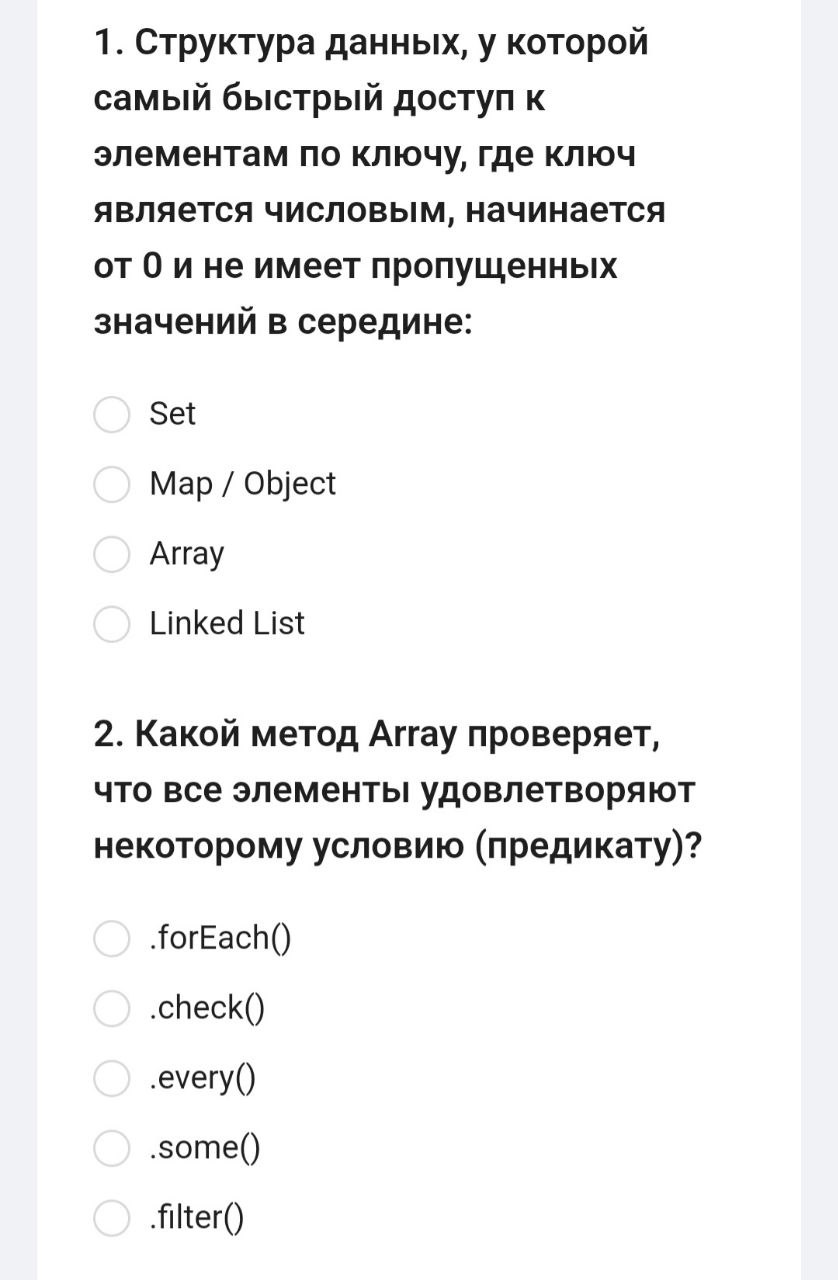 1. Структура данных, у которой
самый быстрый доступ к
элементам по ключу, где ключ
является числовым, начинается
от 0 и не имеет пропущенных
значений в середине:
Set
Map / Object
Array
Linked List
2. Какой метод Array проверяет,
что все элементы удовлетворяют
некоторому условию (предикату)?
.forEach()
.check()
.every()
.some()
.filter()